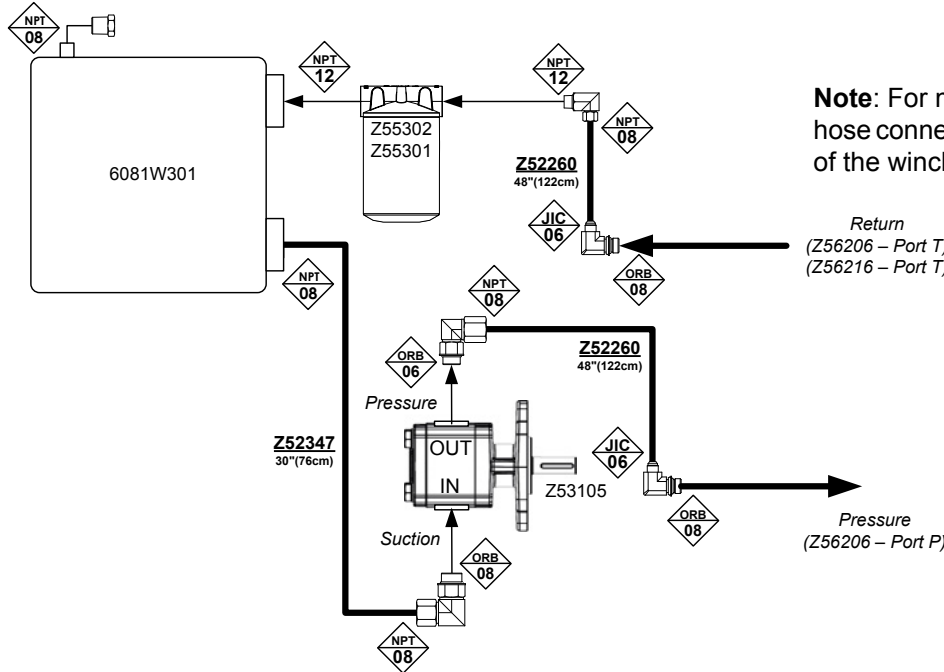 NPT
08
NPT
12
NPT
12
Z55302
Z55301
NPT
08
6081W301
Z52260
48"(122cm)
JIC
06
ORB
08
Note: For
hose
of the
Return
(Z56206 – Port T)
(Z56216 – Port T)
NPT
08
NPT
08
ORB
06
Z52260
48"(122cm)
Pressure
Z52347
30"(76cm)
OUT
IN
Z53105
JIC
06
ORB
08
Pressure
(Z56206 – Port P)
Suction
ORB
08
NPT
08